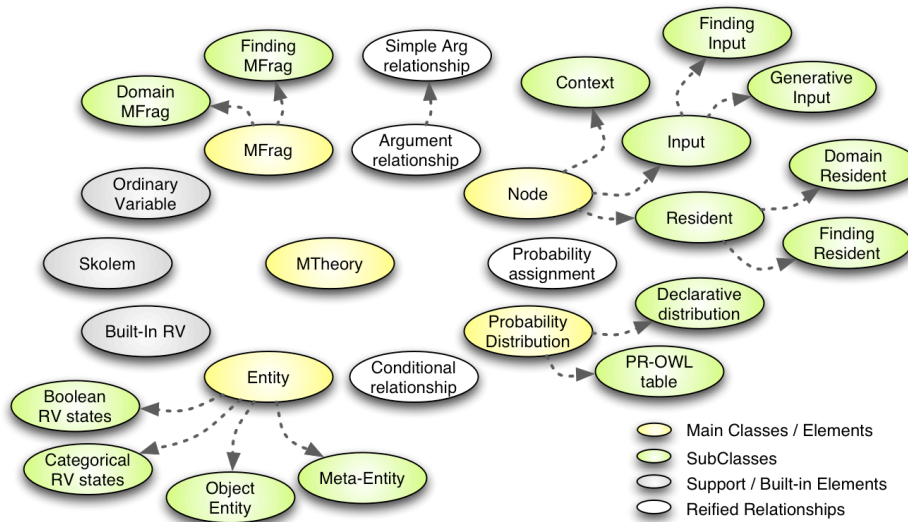 Finding
MFrag
Simple Arg
relationship
Finding
Input
Domain
MFrag
Context
Generative
Input
MFrag
Argument
relationship
Input
Ordinary
Variable
Node
Domain
Resident
Resident
Finding
Resident
Skolem
MTheory
Probability
assignment
Built-In RV
Probability
Distribution
Declarative
distribution
Entity
Conditional
relationship
PR-OWL
table
Boolean
RV states
Categorical
RV states
Object
Entity
Meta-Entity
Main Classes / Elements
SubClasses
Support / Built-in Elements
Reified Relationships